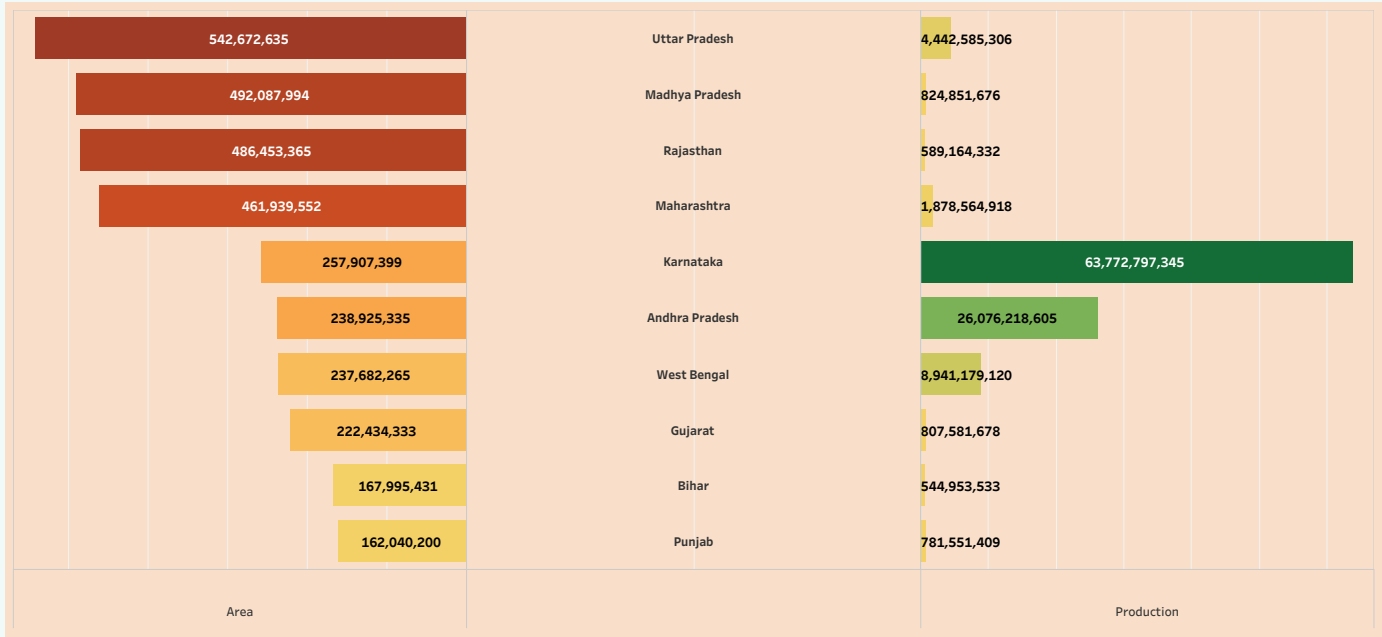 542,672,635 Uttar Pradesh 4,442,585,306
492,087,994 Madhya Pradesh 824,851,676
486,453,365 Rajasthan 589,164,332
461,939,552 Maharashtra 1,878,564,918
257,907,399 Karnataka 63,772,797,345
238,925,335 Andhra Pradesh 26,076,218,605
237,682,265 West Bengal 8,941,179,120
222,434,333 Gujarat 807,581,678
167,995,431 Bihar 544,953,533
162,040,200 Punjab 781,551,409
Area Production